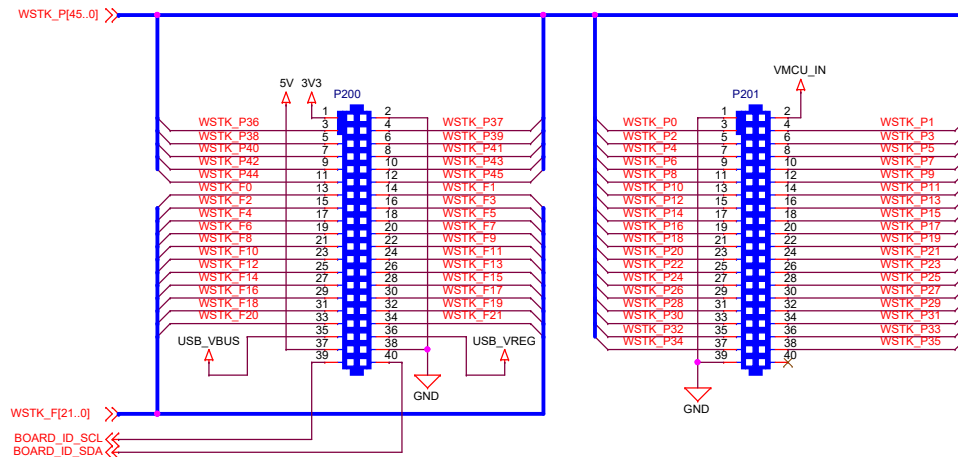 WSTK_P[45..0]
5V 3V3 VMCU_IN
P200 P201
1 2 1 2
WSTK_P36 3 4 WSTK_P37 WSTK_P0 3 4 WSTK_P1
WSTK_P38 5 6 WSTK_P39 WSTK_P2 5 6 WSTK_P3
WSTK_P40 7 8 WSTK_P41 WSTK_P4 7 8 WSTK_P5
WSTK_P42 9 10 WSTK_P43 WSTK_P6 9 10 WSTK_P7
WSTK_P44 11 12 WSTK_P45 WSTK_P8 11 12 WSTK_P9
WSTK_F0 13 14 WSTK_F1 WSTK_P10 13 14 WSTK_P11
WSTK_F2 15 16 WSTK_F3 WSTK_P12 15 16 WSTK_P13
WSTK_F4 17 18 WSTK_F5 WSTK_P14 17 18 WSTK_P15
WSTK_F6 19 20 WSTK_F7 WSTK_P16 19 20 WSTK_P17
WSTK_F8 21 22 WSTK_F9 WSTK_P18 21 22 WSTK_P19
WSTK_F10 23 24 WSTK_F11 WSTK_P20 23 24 WSTK_P21
WSTK_F12 25 26 WSTK_F13 WSTK_P22 25 26 WSTK_P23
WSTK_F14 27 28 WSTK_F15 WSTK_P24 27 28 WSTK_P25
WSTK_F16 29 30 WSTK_F17 WSTK_P26 29 30 WSTK_P27
WSTK_F18 31 32 WSTK_F19 WSTK_P28 31 32 WSTK_P29
WSTK_F20 33 34 WSTK_F21 WSTK_P30 33 34 WSTK_P31
USB_VBUS 35 36 USB_VREG WSTK_P32 35 36 WSTK_P33
37 38 WSTK_P34 37 38 WSTK_P35
39 40 39 40
GND GND
WSTK_F[21..0]
BOARD_ID_SCL
BOARD_ID_SDA